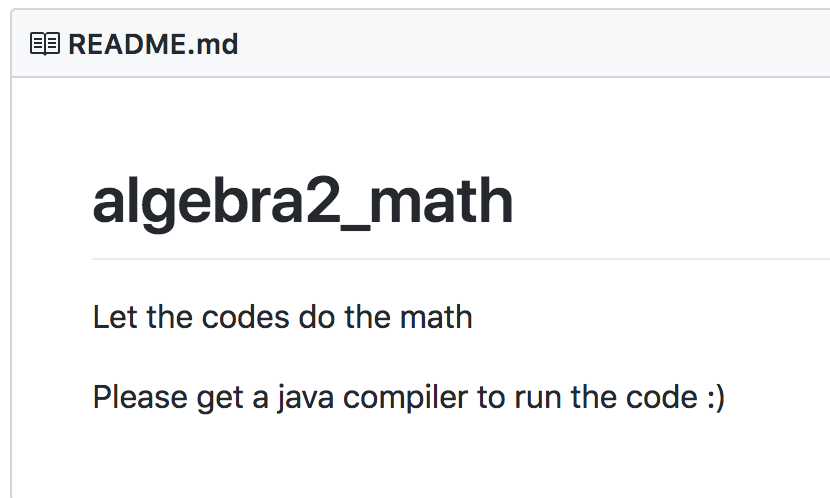 README.md
algebra2_math
Let the codes do the math
Please get a java compiler to run the code :)